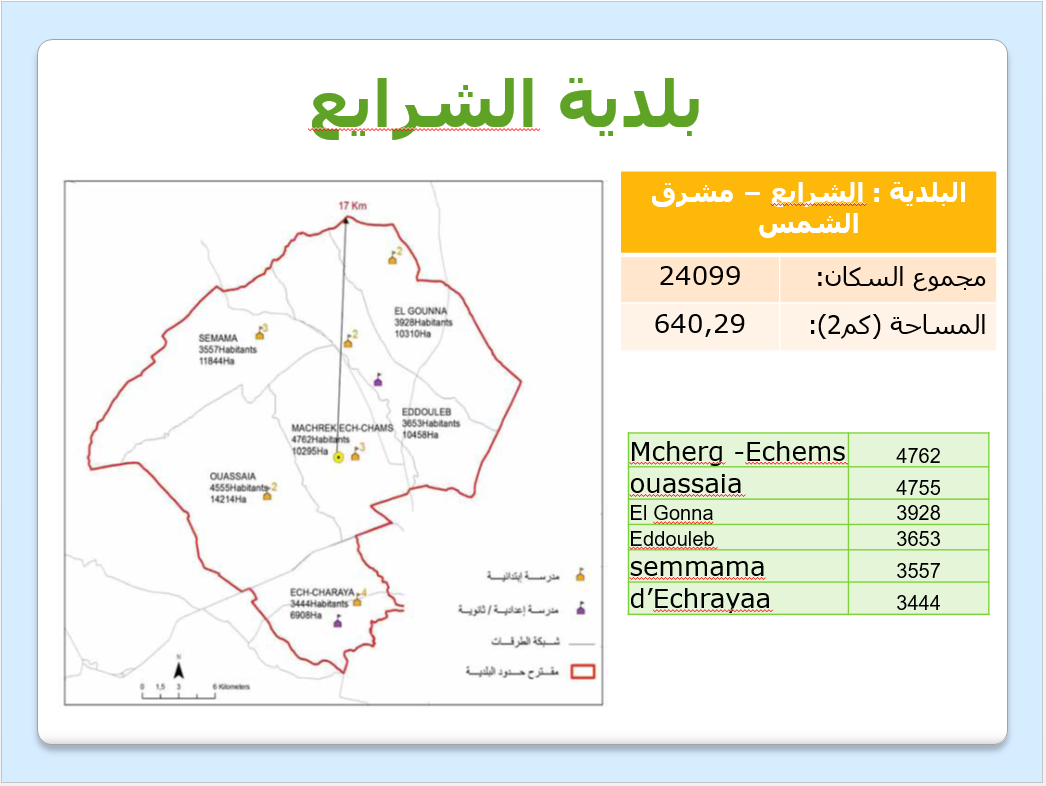 بلدية الشرايع
البلدية : الشرايع – مشرق
الشمس
مجموع السكان: 24099
المساحة (كم2): 640,29
17 Km
2
EL GOUNNA
3928Habitants
10310Ha
3
SEMAMA
3557Habitants
11844Ha
2
EDDOULEB
3653Habitants
10458Ha
MACHREK ECH-CHAMS
4762Habitants
10295Ha
3
OUASSAIA
4555Habitants
14214Ha
2
ECH-CHARAYA
3444Habitants
6908Ha
4
مدرسة إبتدائية
مدرسة إعدادية / ثانوية
شبكة الطرقات
مقترح حدود البلدية
N
0 1,5 3 6 Kilometers
Mcherg -Echems 4762
ouassaia 4755
El Gonna 3928
Eddouleb 3653
semmama 3557
d’Echrayaa 3444